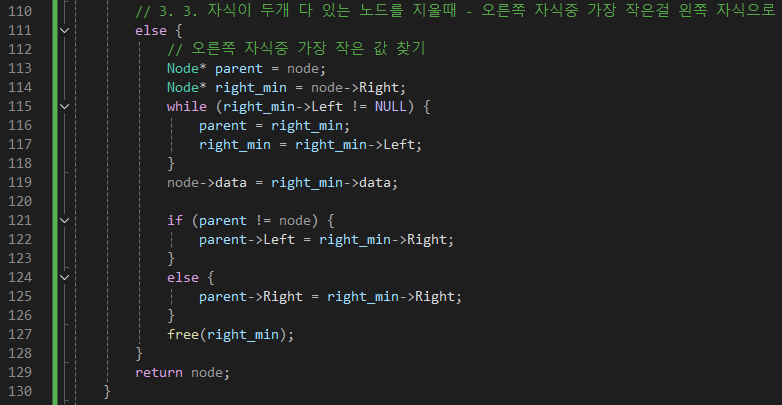 110 // 3. 3. 자식이 두개 다 있는 노드를 지울때 - 오른쪽 자식중 가장 작은걸 왼쪽 자식으로
111 else {
112 // 오른쪽 자식중 가장 작은 값 찾기
113 Node* parent = node;
114 Node* right_min = node->Right;
115 while (right_min->Left != NULL) {
116 parent = right_min;
117 right_min = right_min->Left;
118 }
119 node->data = right_min->data;
120
121 if (parent != node) {
122 parent->Left = right_min->Right;
123 }
124 else {
125 parent->Right = right_min->Right;
126 }
127 free(right_min);
128 }
129 return node;
130 }